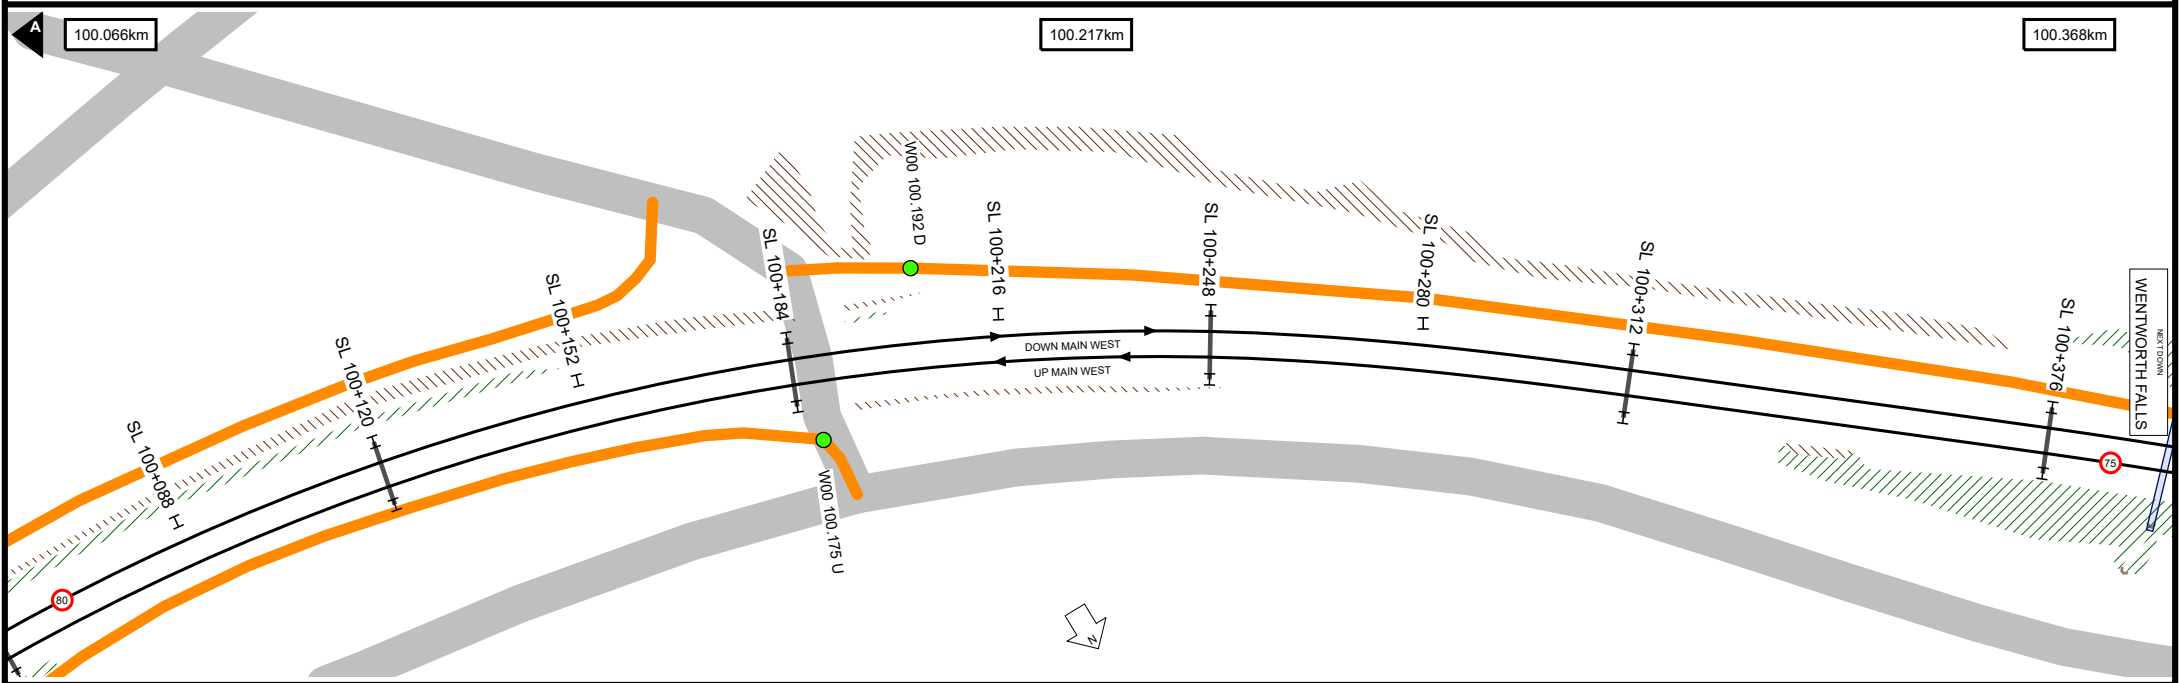 A
100.066km
100.217km
100.368km
W00 100.192 D
SL 100+088
SL 100+120
SL 100+152
SL 100+184
SL 100+216
SL 100+248
SL 100+280
SL 100+312
SL 100+376
NEXT DOWN
WENTWORTH FALLS
DOWN MAIN WEST
UP MAIN WEST
75
W00 100.175 U
80
N